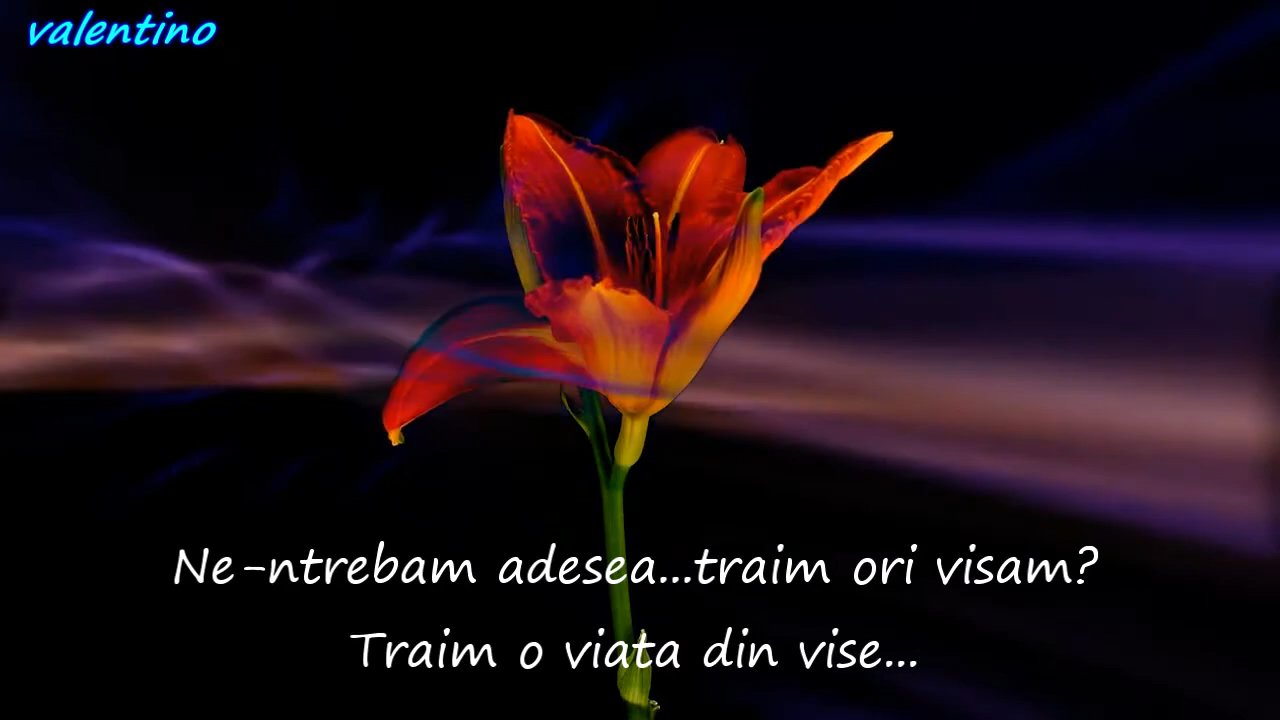 valentino
Ne-ntrebam adesea...traim ori visam?
Traim o viata din vise...